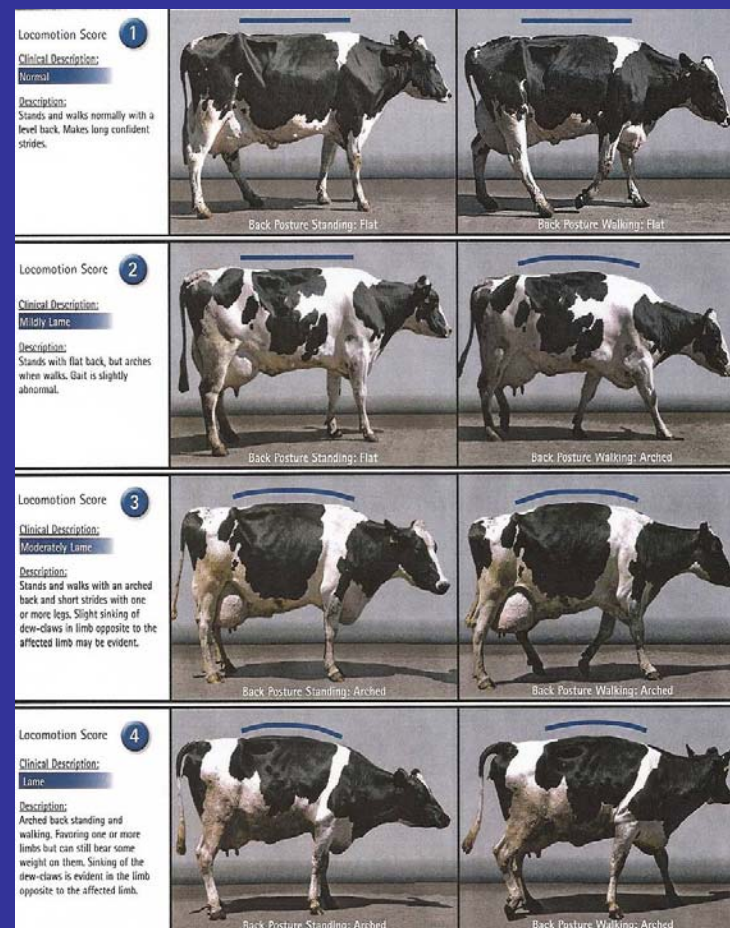 Locomotion Score 1
Clinical Description:
Normal
Description:
Stands and walks normally with a
level back. Makes long confident
strides.
Back Posture Standing: Flat
Back Posture Walking: Flat
Locomotion Score 2
Clinical Description:
Mildly Lame
Description:
Stands with flat back, but arches
when walks. Gait is slightly
abnormal.
Back Posture Standing: Flat
Back Posture Walking: Arched
Locomotion Score 3
Clinical Description:
Moderately Lame
Description:
Stands and walks with an arched
back and short strides with one
or more legs. Slight sinking of
dew-claws in limb opposite to the
affected limb may be evident.
Back Posture Standing: Arched
Back Posture Walking: Arched
Locomotion Score 4
Clinical Description:
Lame
Description:
Arched back standing and
walking. Favoring one or more
limbs but can still bear some
weight on them. Sinking of the
dew-claws is evident in the limb
opposite to the affected limb.
Back Posture Standing: Arched
Back Posture Walking: Arched